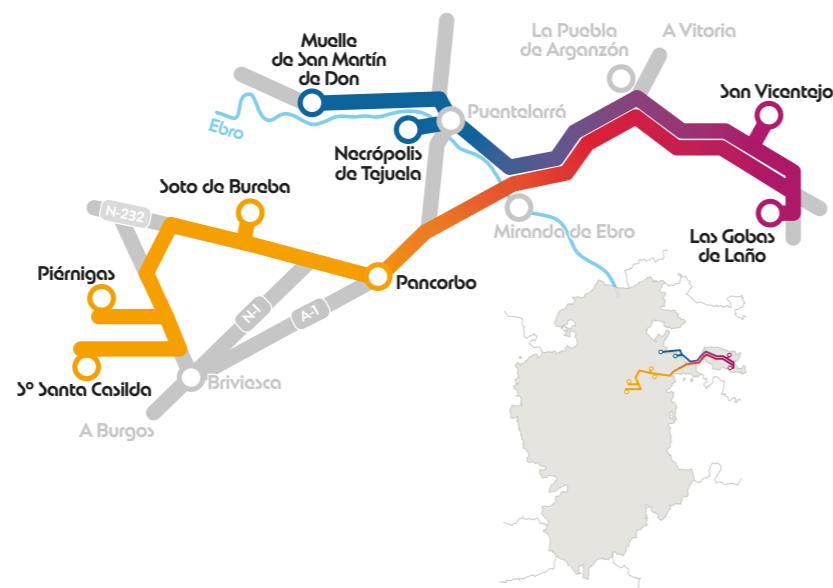 La Puebla
de Arganzón
A Vitoria
Muelle
de San Martín
de Don
San Vicentejo
Ebro
Puentelarrá
Necrópolis
de Tejuela
Soto de Bureba
N-232
Miranda de Ebro
Las Gobas
de Laño
Piérnigas
Pancorbo
N-I
A-1
Sº Santa Casilda
Briviesca
A Burgos